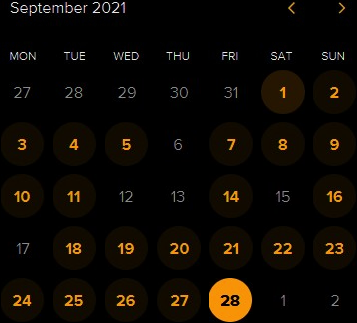 September 2021
MON TUE WED THU FRI SAT SUN
27 28 29 30 31 1 2
3 4 5 6 7 8 9
10 11 12 13 14 15 16
17 18 19 20 21 22 23
24 25 26 27 28 1 2